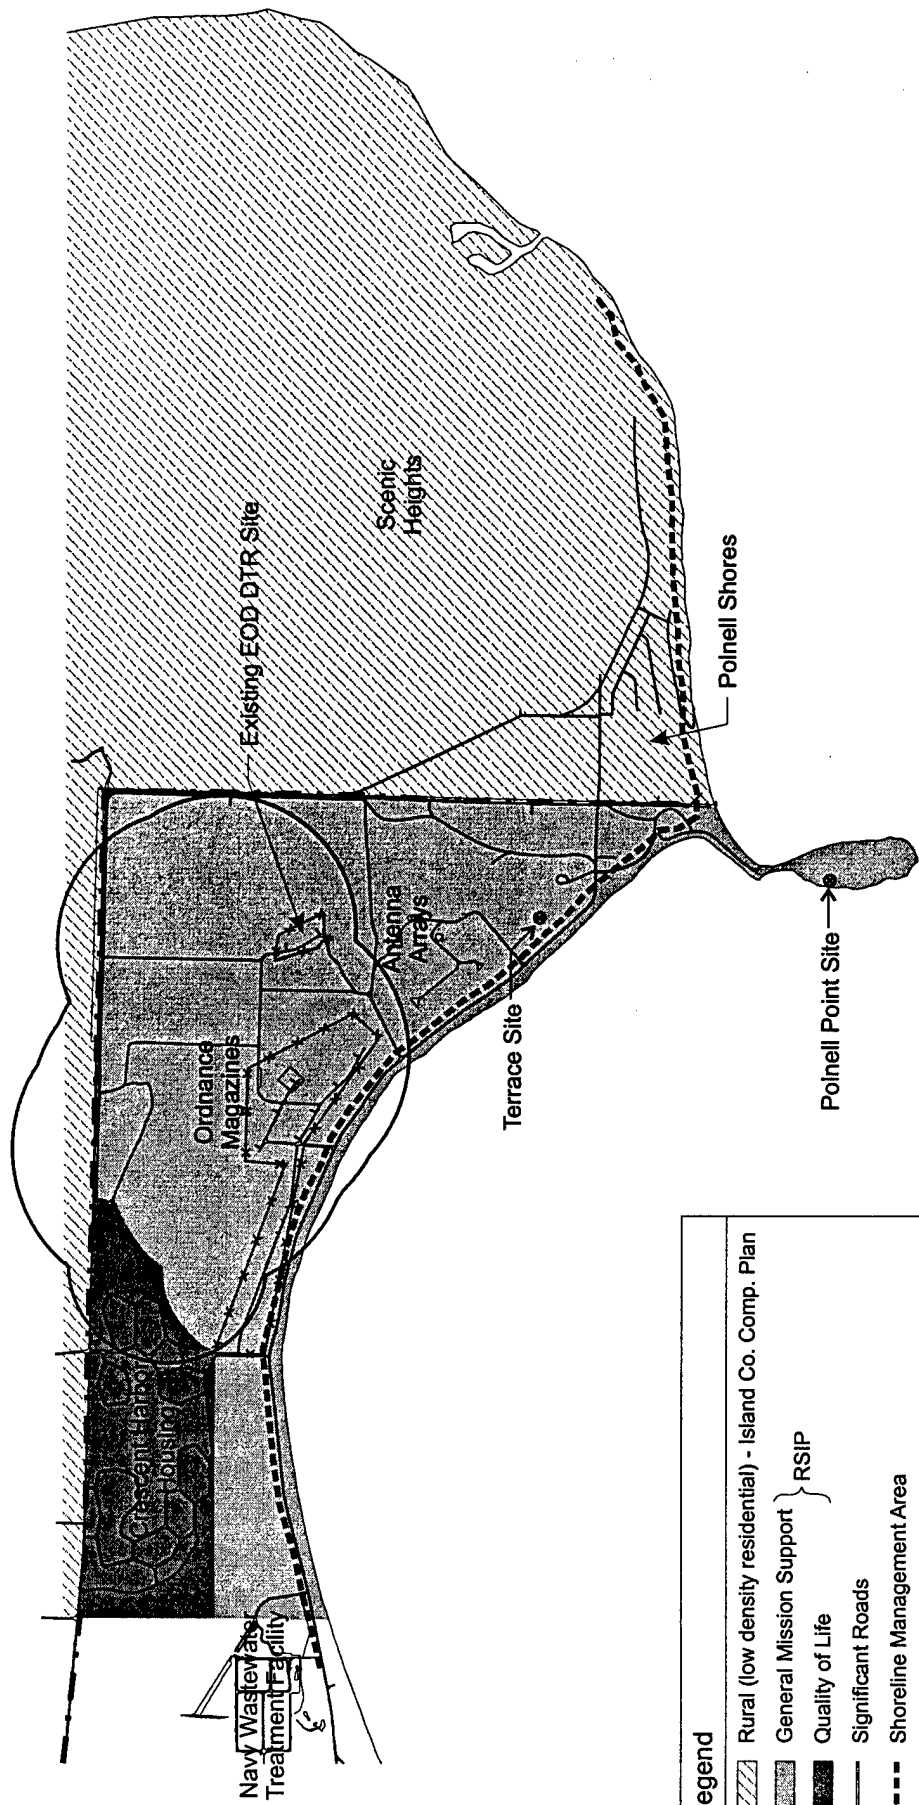 Navy Wastewater
Treatment Facility
Crescent Harbor
Housing
Ordnance
Magazines
Existing EOD DTR Site
Antenna
Arrays
Scenic
Heights
Terrace Site
Polnell Shores
Polnell Point Site
egend
Rural (low density residential) - Island Co. Comp. Plan
General Mission Support
Quality of Life
RSIP
Significant Roads
Shoreline Management Area